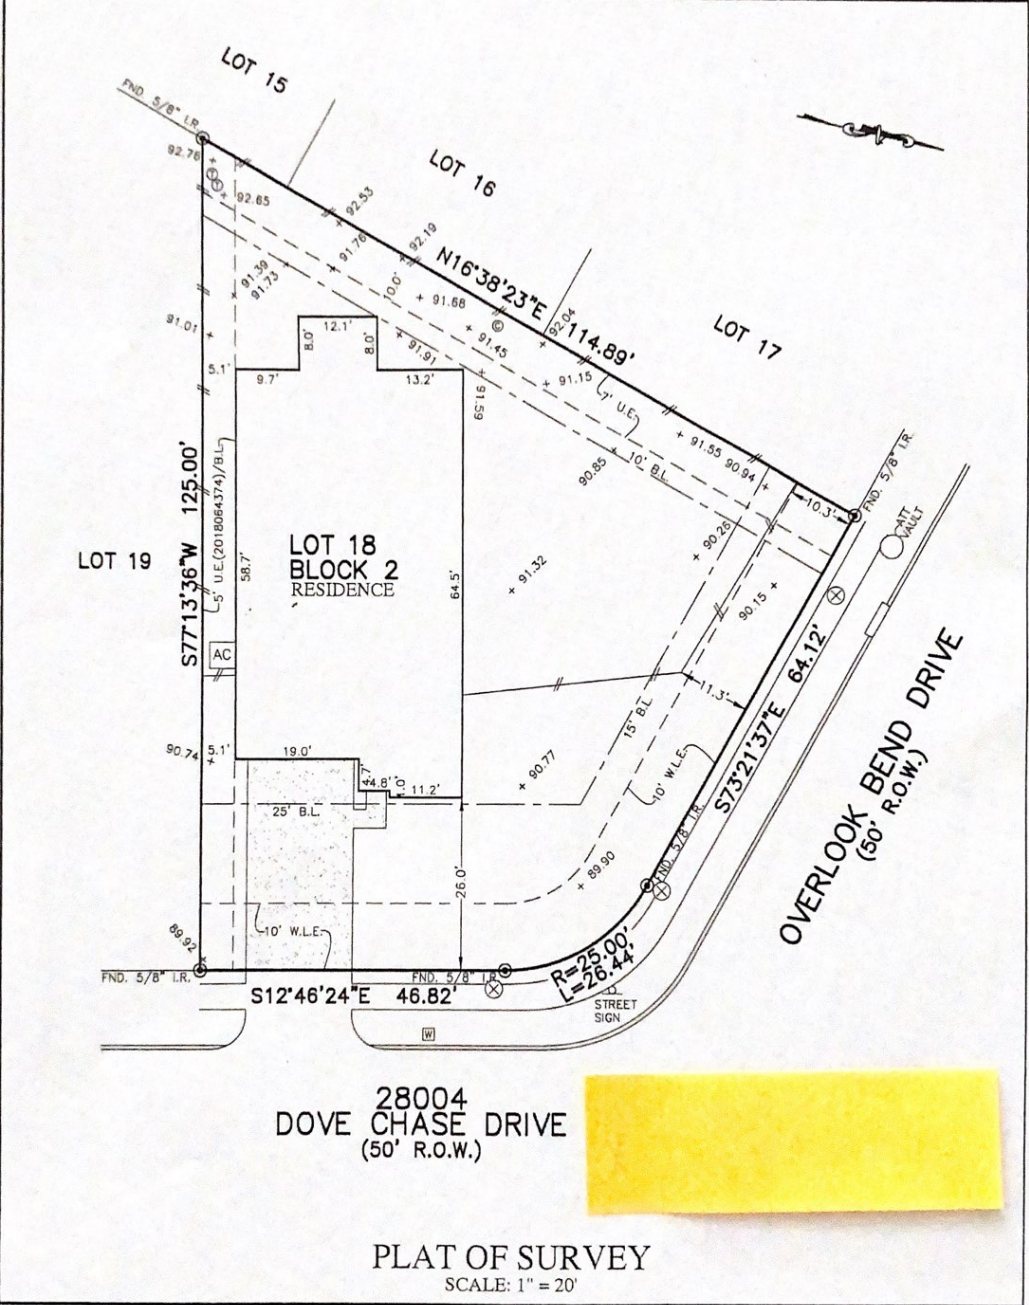 LOT 15
FND. 5/8" I.R.
92.76
92.65
LOT 16
92.53
92.19
91.76
91.39
91.73
10.0'
N16°38'23"E 114.89'
91.68
92.04
91.45
91.01
12.1'
8.0'
8.0'
91.91
LOT 17
5.1'
9.7'
13.2'
91.59
91.15
7' U.E.
91.55
90.94
10' B.L.
90.85
10.3'
FND. 5/8" I.R.
ATT
VAULT
S77°13'36"W 125.00'
5' U.E.(2018064374)/B.L.
58.7'
LOT 19
LOT 18
BLOCK 2
RESIDENCE
64.5'
91.32
90.26
90.15
AC
11.3'
64.12'
S73°21'37"E
15' B.L.
10' W.L.E.
OVERLOOK BEND DRIVE
(50' R.O.W.)
90.74
5.1'
19.0'
4.7'
4.8'
1.0'
11.2'
90.77
25' B.L.
26.0'
89.90
FND. 5/8" I.R.
89.92
10' W.L.E.
FND. 5/8" I.R.
FND. 5/8" I.R.
S12°46'24"E 46.82'
R=25.00'
L=26.44'
STREET
SIGN
W
28004
DOVE CHASE DRIVE
(50' R.O.W.)
PLAT OF SURVEY
SCALE: 1" = 20'